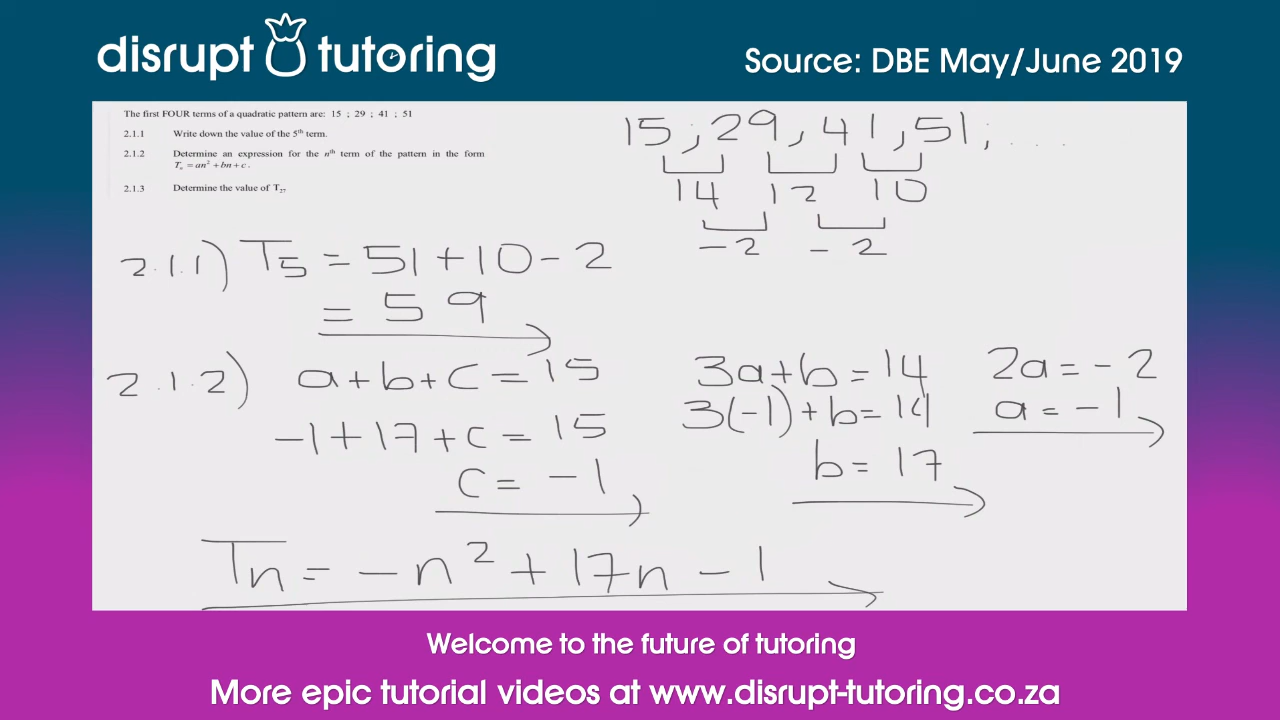 disrupt tutoring
Source: DBE May/June 2019
The first FOUR terms of a quadratic pattern are: 15 ; 29 ; 41 ; 51
2.1.1 Write down the value of the 5th term.
2.1.2 Determine an expression for the nth term of the pattern in the form
Tn = an² + bn + c.
2.1.3 Determine the value of T27
15 ; 29 , 41 , 51 ; ....
14 12 10
-2 -2
2.1.1) T5 = 51 + 10 - 2
= 59
2.1.2) a + b + c = 15 3a + b = 14 2a = -2
-1 + 17 + c = 15 3(-1) + b = 14 a = -1
c = -1 b = 17
Tn = -n² + 17n - 1
Welcome to the future of tutoring
More epic tutorial videos at www.disrupt-tutoring.co.za